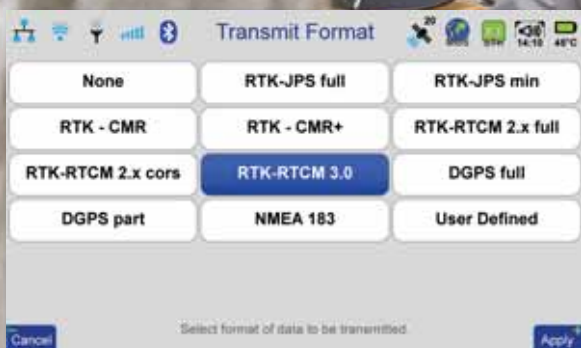 Transmit Format
20
14:10
48°C
None RTK-JPS full RTK-JPS min
RTK - CMR RTK - CMR+ RTK-RTCM 2.x full
RTK-RTCM 2.x cors RTK-RTCM 3.0 DGPS full
DGPS part NMEA 183 User Defined
Select format of data to be transmitted
Cancel Apply